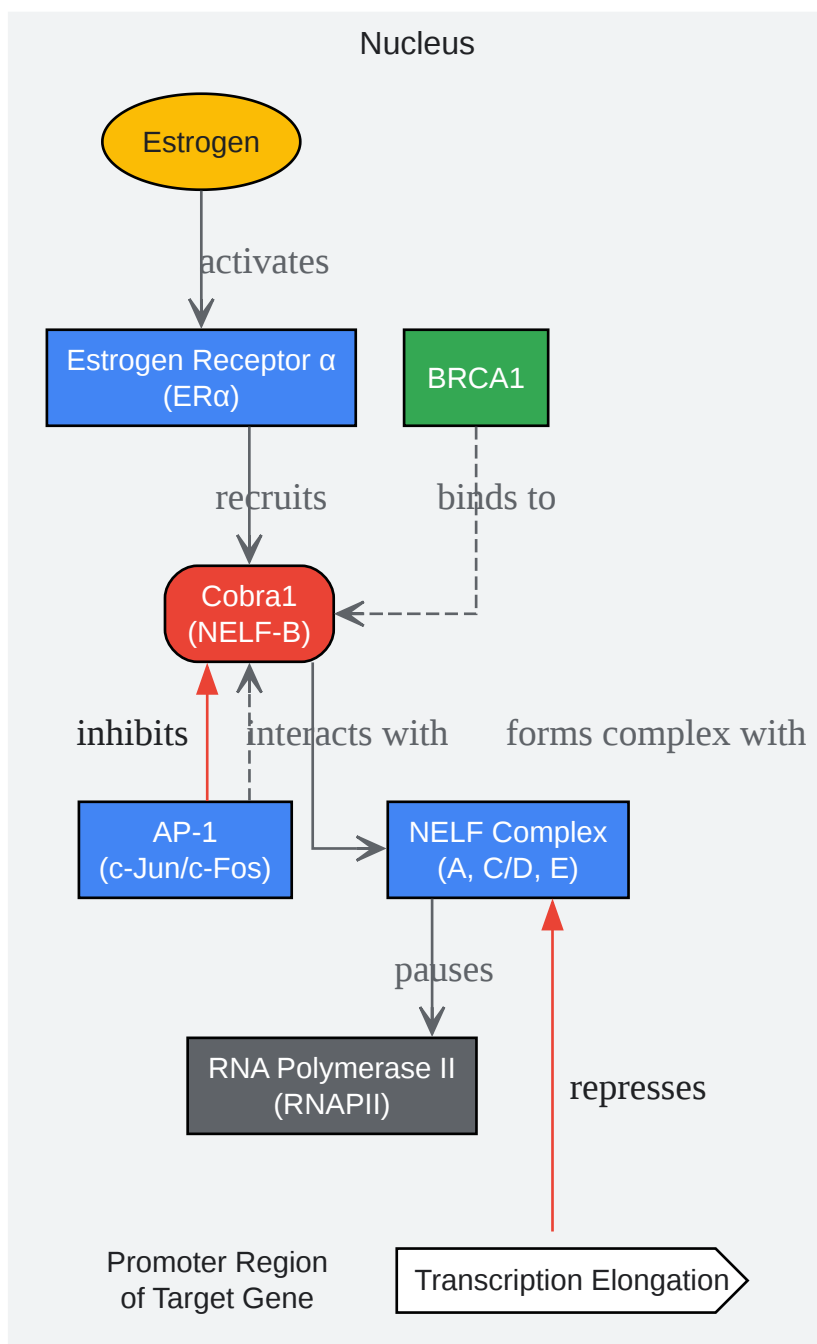 Nucleus
Estrogen
activates
Estrogen Receptor α
(ERα)
BRCA1
recruits
binds to
Cobra1
(NELF-B)
inhibits
interacts with
forms complex with
AP-1
(c-Jun/c-Fos)
NELF Complex
(A, C/D, E)
pauses
RNA Polymerase II
(RNAPII)
represses
Promoter Region
of Target Gene
Transcription Elongation